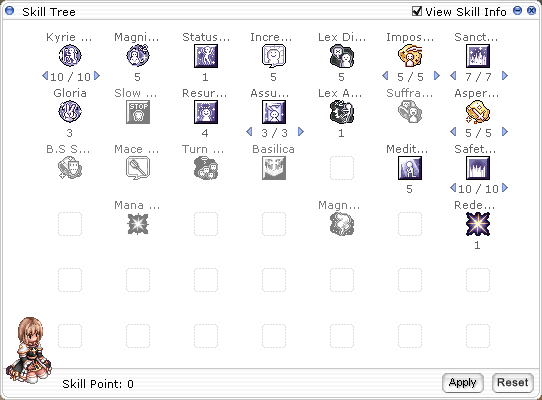 Skill Tree View Skill Info
Kyrie ... Magni... Status... Incre... Lex Di... Impos... Sanct...
10 / 10 5 1 5 5 5 / 5 7 / 7
Gloria Slow ... Resur... Assu... Lex A... Suffra... Asper...
STOP
3 4 3 / 3 1 5 / 5
B.S S... Mace ... Turn ... Basilica Medit... Safet...
5 10 / 10
Mana ... Magn... Rede...
1
Skill Point: 0 Apply Reset